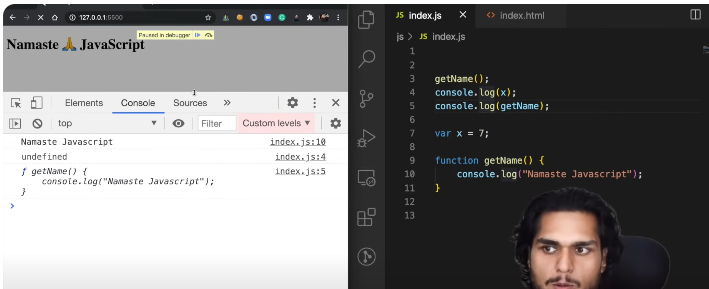 127.0.0.1:5500
Paused in debugger
Namaste 🙏 JavaScript
Elements Console Sources »
top Filter Custom levels
Namaste Javascript index.js:10
undefined index.js:4
ƒ getName() { index.js:5
console.log("Namaste Javascript");
}
JS index.js index.html
js > JS index.js
1
2
3 getName();
4 console.log(x);
5 console.log(getName);
6
7 var x = 7;
8
9 function getName() {
10 console.log("Namaste Javascript");
11 }
12
13